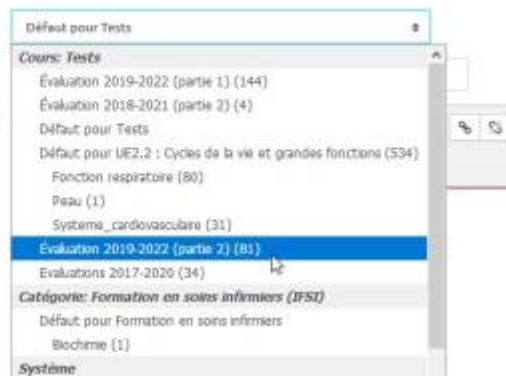 Défaut pour Tests
Cours: Tests
Évaluation 2019-2022 (partie 1) (144)
Évaluation 2018-2021 (partie 2) (4)
Défaut pour Tests
Défaut pour UE2.2 : Cycles de la vie et grandes fonctions (534)
Fonction respiratoire (80)
Peau (1)
Systeme_cardiovasculaire (31)
Évaluation 2019-2022 (partie 2) (81)
Evaluations 2017-2020 (34)
Catégorie: Formation en soins infirmiers (IFSI)
Défaut pour Formation en soins infirmiers
Biochimie (1)
Système